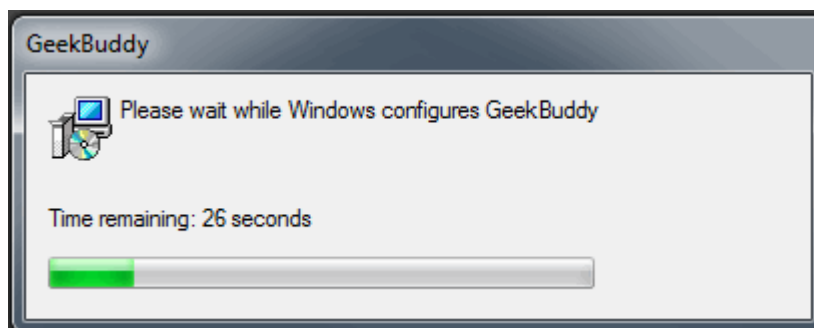 GeekBuddy
Please wait while Windows configures GeekBuddy
Time remaining: 26 seconds